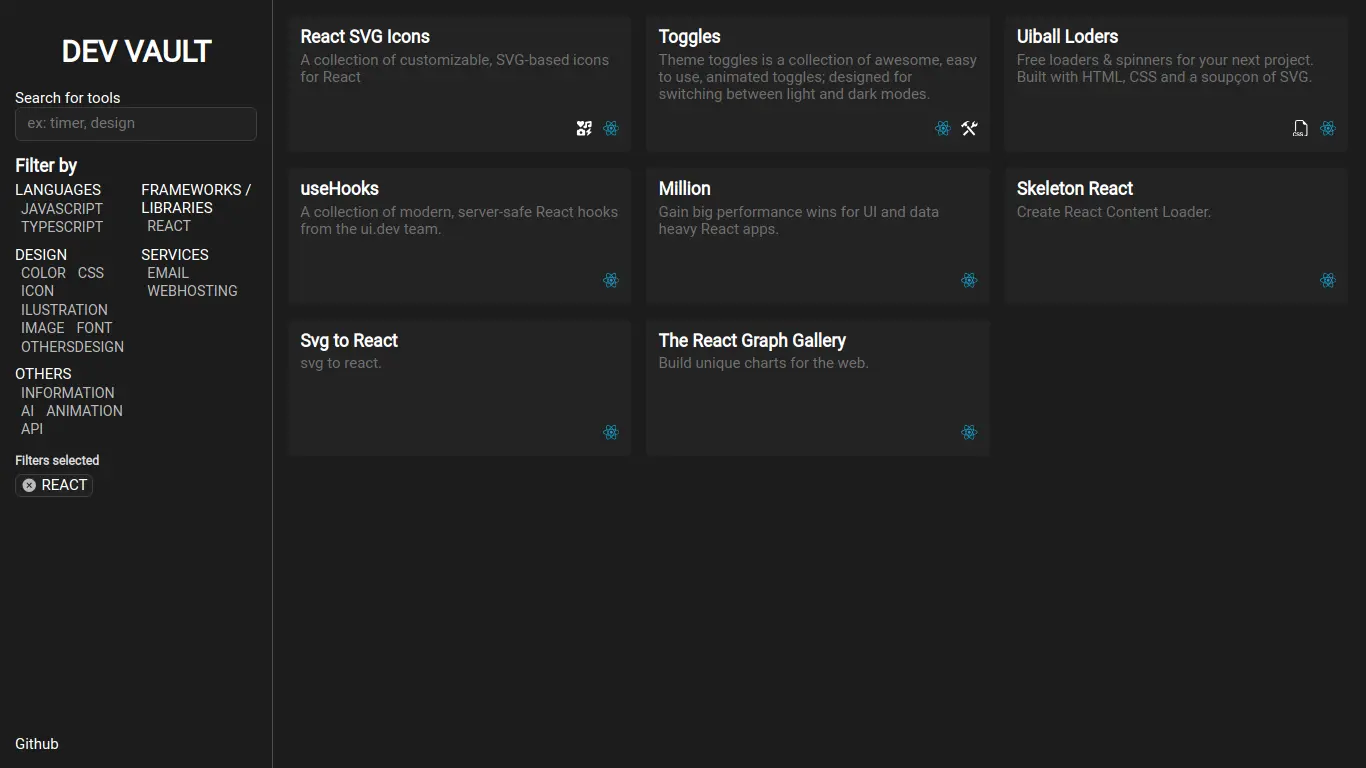 DEV VAULT
Search for tools
ex: timer, design
Filter by
LANGUAGES
JAVASCRIPT
TYPESCRIPT
FRAMEWORKS /
LIBRARIES
REACT
DESIGN
COLOR CSS
ICON
ILUSTRATION
IMAGE FONT
OTHERSDESIGN
SERVICES
EMAIL
WEBHOSTING
OTHERS
INFORMATION
AI ANIMATION
API
Filters selected
REACT
Github
React SVG Icons
A collection of customizable, SVG-based icons
for React
Toggles
Theme toggles is a collection of awesome, easy
to use, animated toggles; designed for
switching between light and dark modes.
Uiball Loders
Free loaders & spinners for your next project.
Built with HTML, CSS and a soupçon of SVG.
CSS
useHooks
A collection of modern, server-safe React hooks
from the ui.dev team.
Million
Gain big performance wins for UI and data
heavy React apps.
Skeleton React
Create React Content Loader.
Svg to React
svg to react.
The React Graph Gallery
Build unique charts for the web.